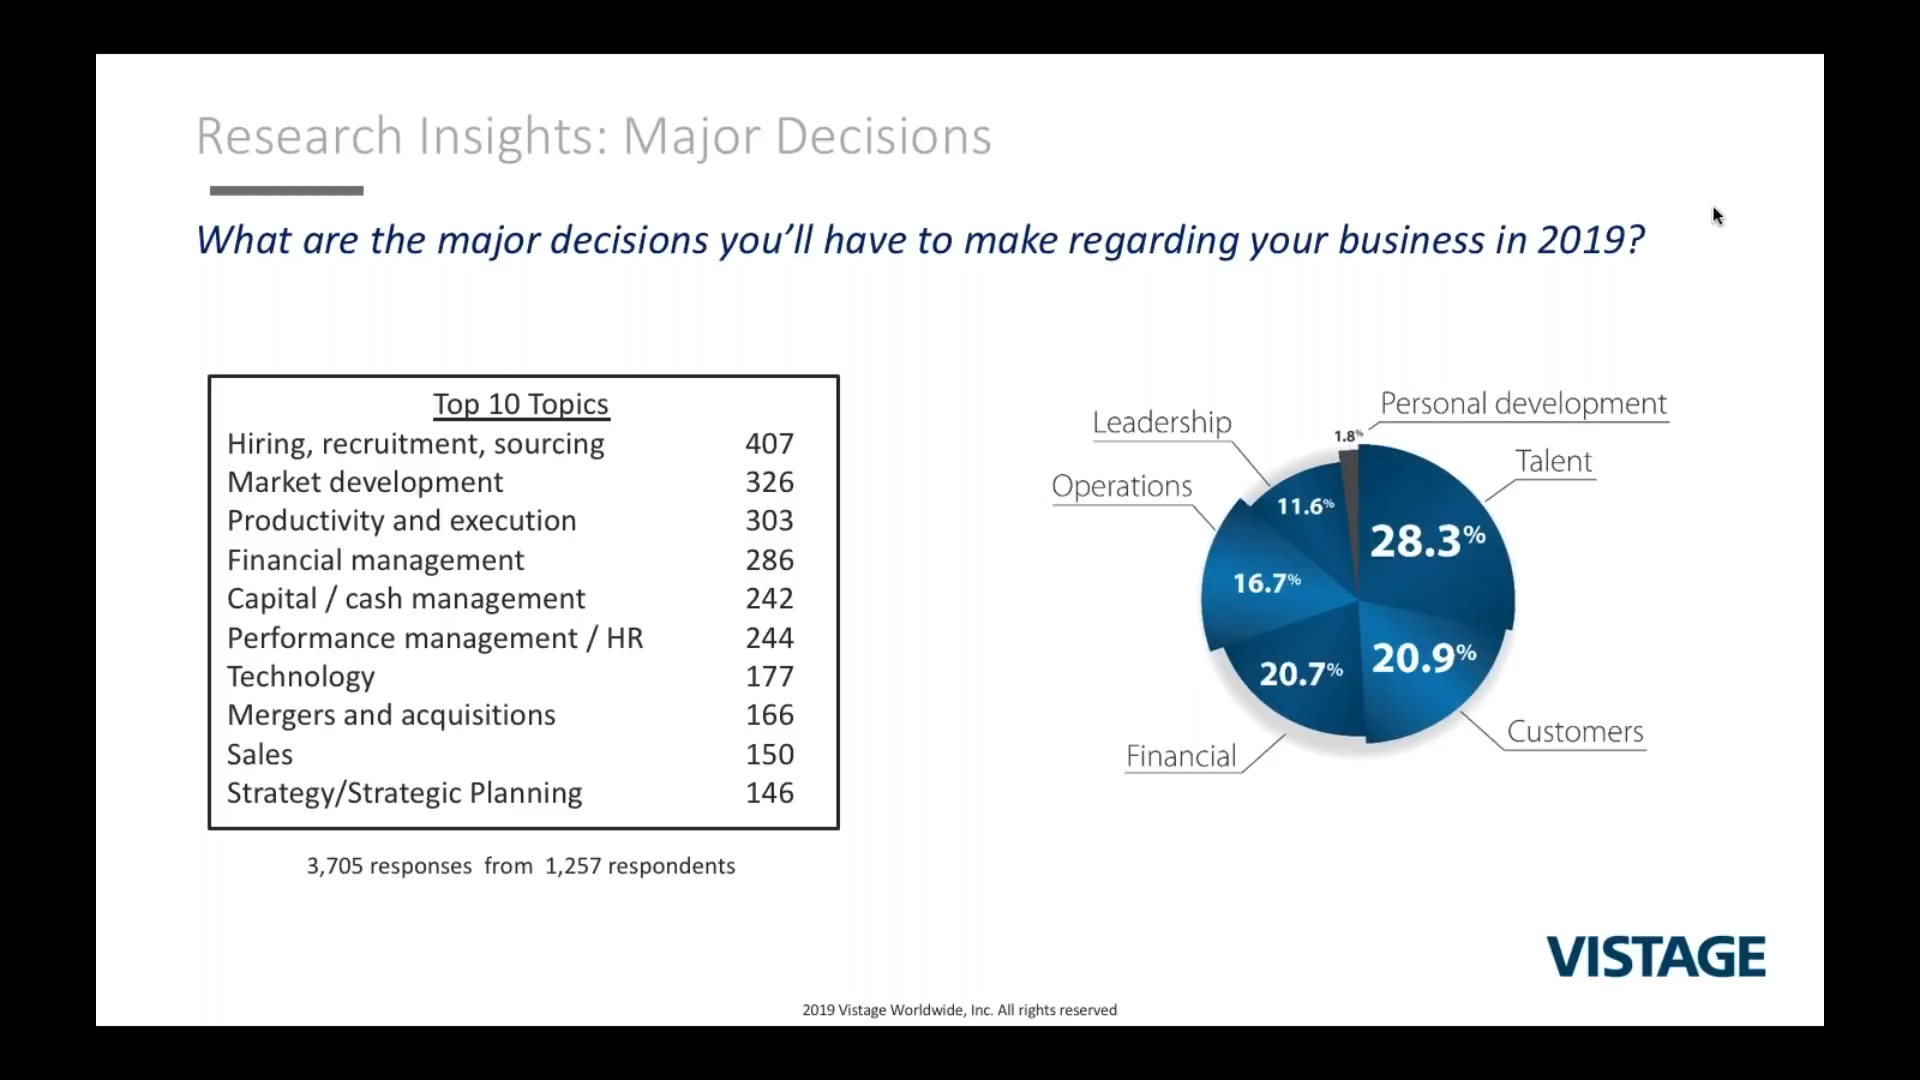 Research Insights: Major Decisions
What are the major decisions you'll have to make regarding your business in 2019?
Top 10 Topics
Hiring, recruitment, sourcing 407
Market development 326
Productivity and execution 303
Financial management 286
Capital / cash management 242
Performance management / HR 244
Technology 177
Mergers and acquisitions 166
Sales 150
Strategy/Strategic Planning 146
3,705 responses from 1,257 respondents
Personal development
1.8%
Leadership
11.6%
Talent
28.3%
Operations
16.7%
20.9%
Customers
20.7%
Financial
VISTAGE
2019 Vistage Worldwide, Inc. All rights reserved